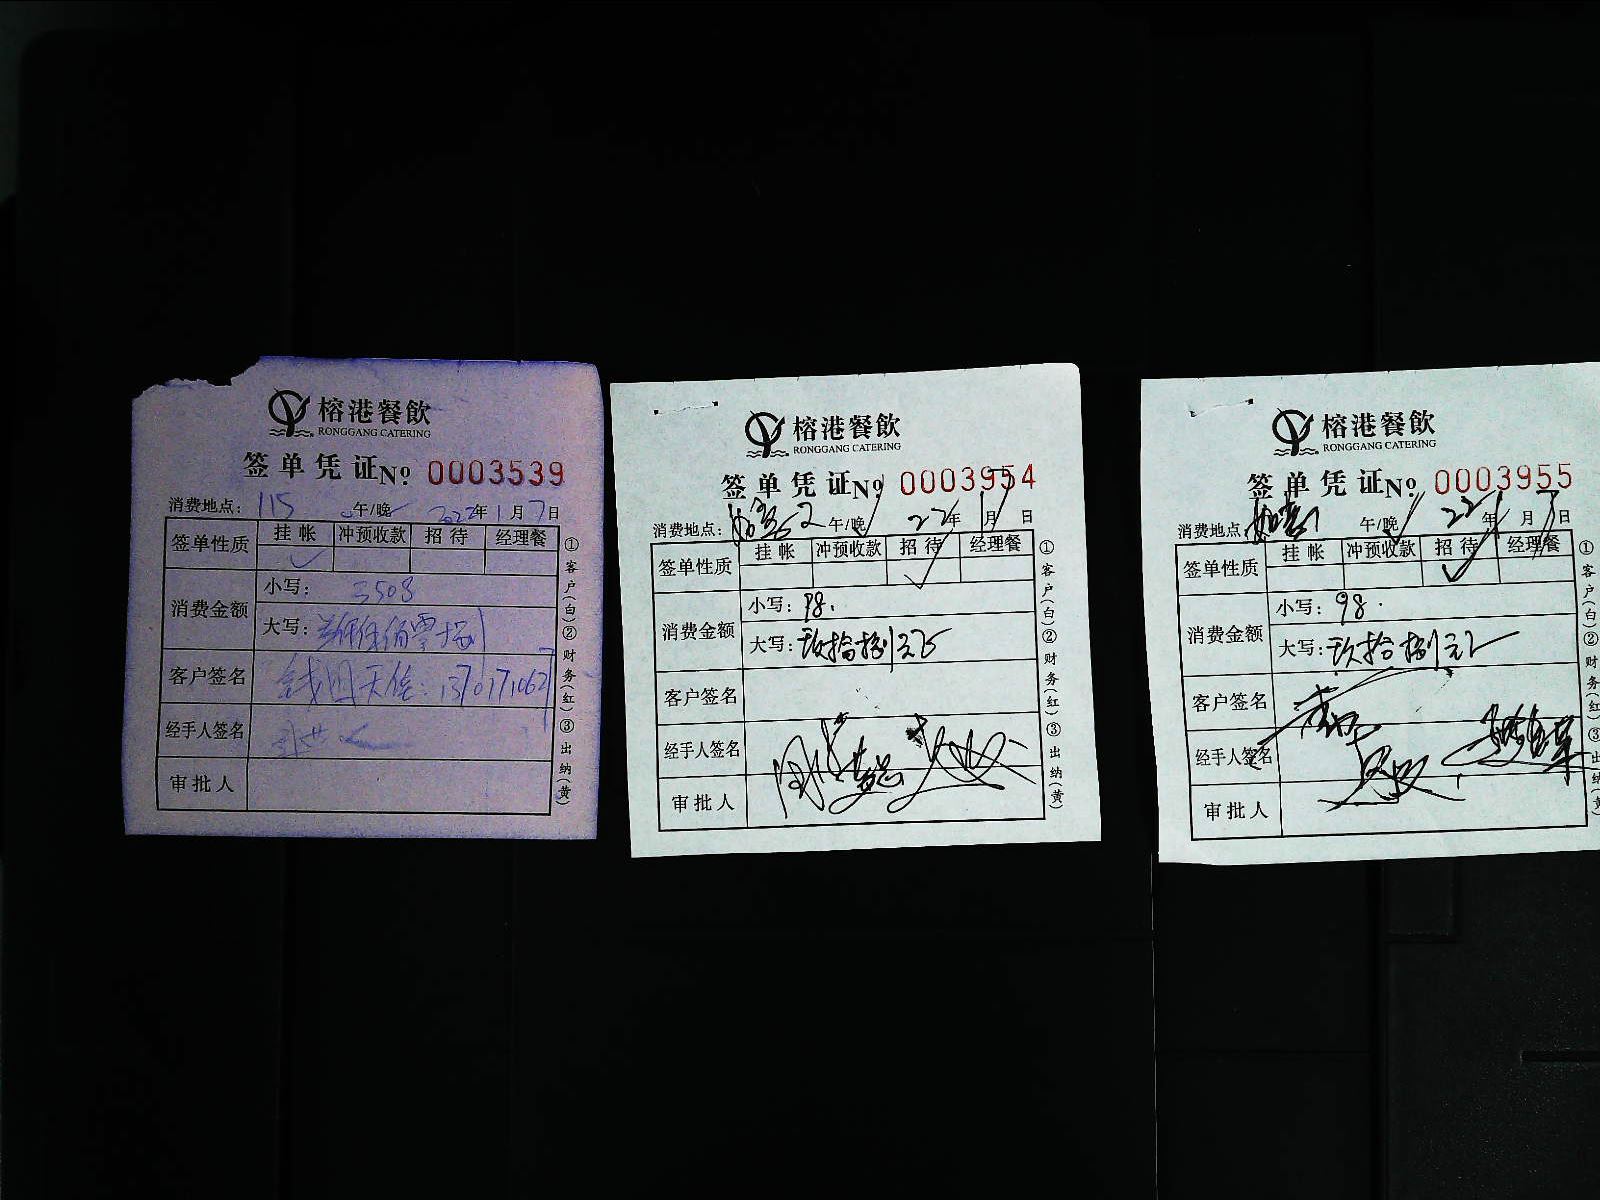 榕港餐飲
RONGGANG CATERING
签单凭证№ 0003539
消费地点: 115 午/晚 2022年1月7日
签单性质 挂帐 冲预收款 招待 经理餐
✓
消费金额
小写:
大写:
客户签名
经手人签名
审批人
①客户(白)②财务(红)③出纳(黄)
榕港餐飲
RONGGANG CATERING
签单凭证№ 0003954
消费地点: 午/晚 22年1月7日
签单性质 挂帐 冲预收款 招待 经理餐
✓
消费金额
小写: 98.
大写: 玖拾捌元
客户签名
经手人签名
审批人
①客户(白)②财务(红)③出纳(黄)
榕港餐飲
RONGGANG CATERING
签单凭证№ 0003955
消费地点: 午/晚 22年1月7日
签单性质 挂帐 冲预收款 招待 经理餐
✓
消费金额
小写: 98.
大写: 玖拾捌元
客户签名
经手人签名
审批人
①客户(白)②财务(红)③出纳(黄)